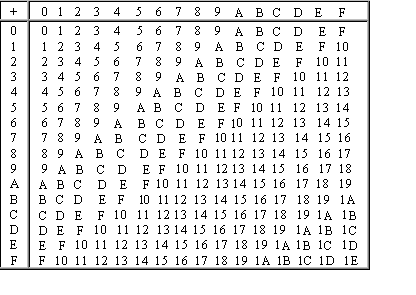 + 0 1 2 3 4 5 6 7 8 9 A B C D E F
0 0 1 2 3 4 5 6 7 8 9 A B C D E F
1 1 2 3 4 5 6 7 8 9 A B C D E F 10
2 2 3 4 5 6 7 8 9 A B C D E F 10 11
3 3 4 5 6 7 8 9 A B C D E F 10 11 12
4 4 5 6 7 8 9 A B C D E F 10 11 12 13
5 5 6 7 8 9 A B C D E F 10 11 12 13 14
6 6 7 8 9 A B C D E F 10 11 12 13 14 15
7 7 8 9 A B C D E F 10 11 12 13 14 15 16
8 8 9 A B C D E F 10 11 12 13 14 15 16 17
9 9 A B C D E F 10 11 12 13 14 15 16 17 18
A A B C D E F 10 11 12 13 14 15 16 17 18 19
B B C D E F 10 11 12 13 14 15 16 17 18 19 1A
C C D E F 10 11 12 13 14 15 16 17 18 19 1A 1B
D D E F 10 11 12 13 14 15 16 17 18 19 1A 1B 1C
E E F 10 11 12 13 14 15 16 17 18 19 1A 1B 1C 1D
F F 10 11 12 13 14 15 16 17 18 19 1A 1B 1C 1D 1E